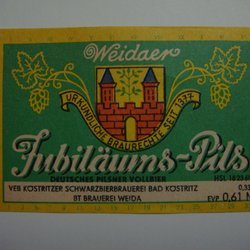 Weidaer
URKUNDLICHE BRAURECHTE SEIT
Jubiläums-Pils
DEUTSCHES PILSNER VOLLBIER
VEB KÖSTRITZER SCHWARZBIERBRAUEREI BAD KÖSTRITZ
BT BRAUEREI WEIDA
EVP 0,61 M